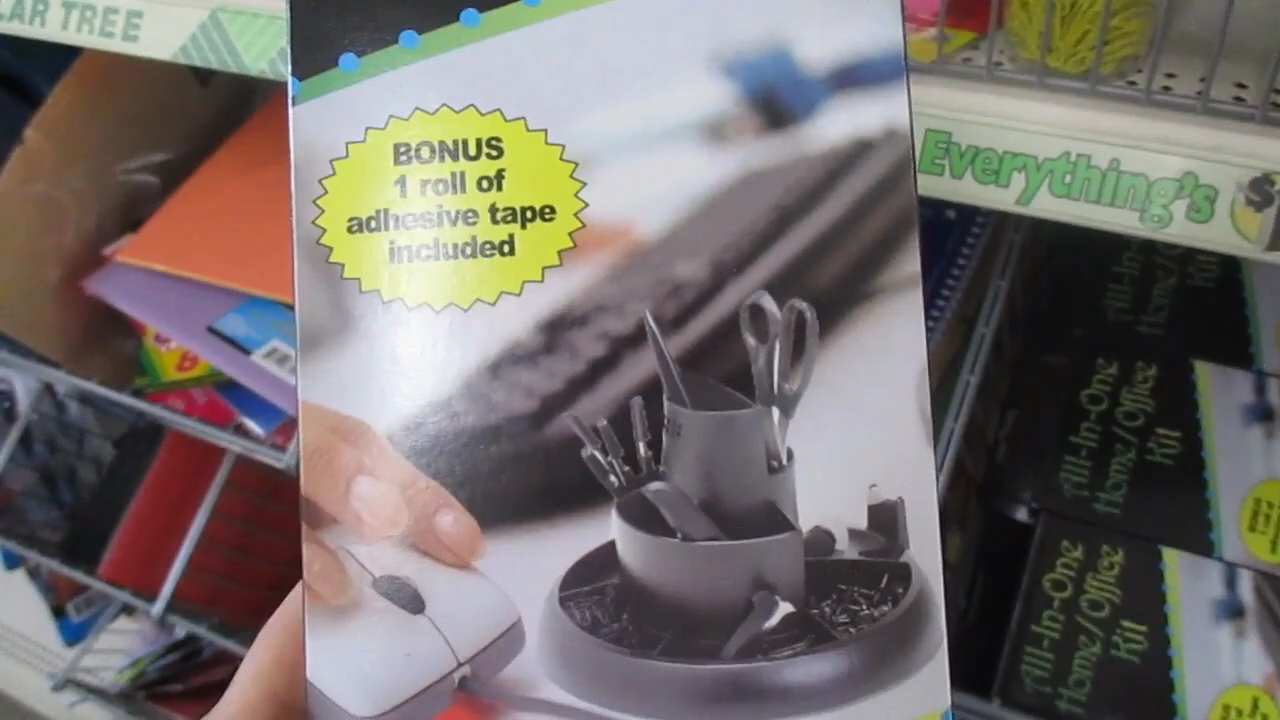 LAR TREE
BONUS
1 roll of
adhesive tape
included
Everything's $
All-In-One
Home/Office
Kit
All-In-One
Home/Office
Kit